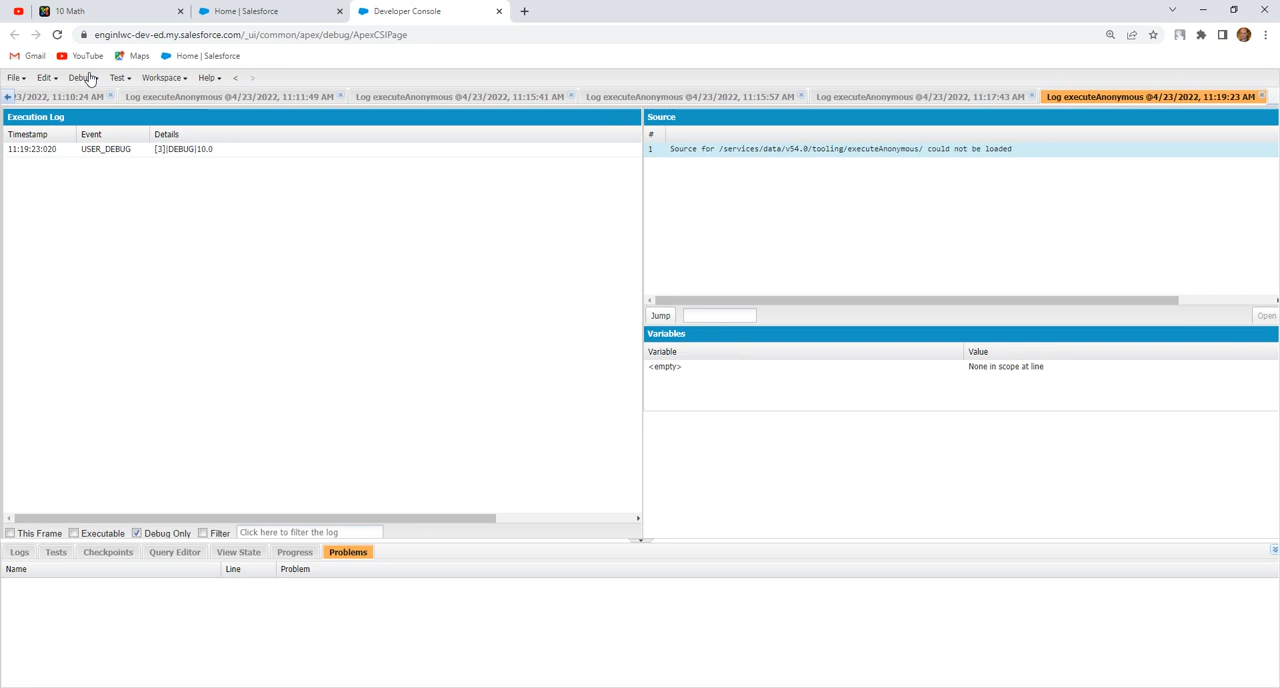 10 Math
Home | Salesforce
Developer Console
enginlwc-dev-ed.my.salesforce.com/_ui/common/apex/debug/ApexCSIPage
Gmail YouTube Maps Home | Salesforce
File Edit Debug Test Workspace Help < >
/23/2022, 11:10:24 AM Log executeAnonymous @4/23/2022, 11:11:49 AM Log executeAnonymous @4/23/2022, 11:15:41 AM Log executeAnonymous @4/23/2022, 11:15:57 AM Log executeAnonymous @4/23/2022, 11:17:43 AM Log executeAnonymous @4/23/2022, 11:19:23 AM
Execution Log
Timestamp Event Details
11:19:23:020 USER_DEBUG [3]|DEBUG|10.0
Source
#
1 Source for /services/data/v54.0/tooling/executeAnonymous/ could not be loaded
Jump Open
Variables
Variable Value
<empty> None in scope at line
This Frame Executable Debug Only Filter Click here to filter the log
Logs Tests Checkpoints Query Editor View State Progress Problems
Name Line Problem